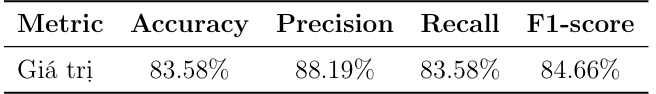 Metric Accuracy Precision Recall F1-score
Giá trị 83.58% 88.19% 83.58% 84.66%